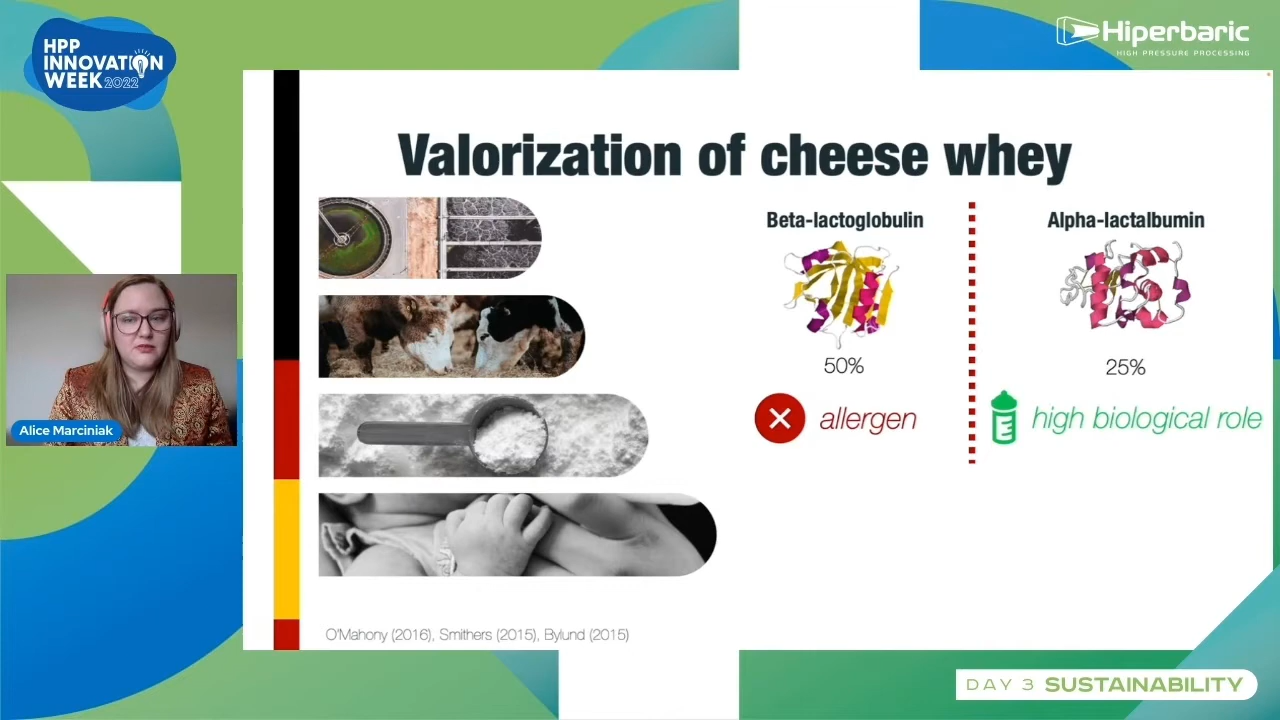 HPP
INNOVATION
WEEK 2022
Hiperbaric
HIGH PRESSURE PROCESSING
Valorization of cheese whey
Beta-lactoglobulin
Alpha-lactalbumin
50%
25%
allergen
high biological role
Alice Marciniak
O'Mahony (2016), Smithers (2015), Bylund (2015)
DAY 3 SUSTAINABILITY